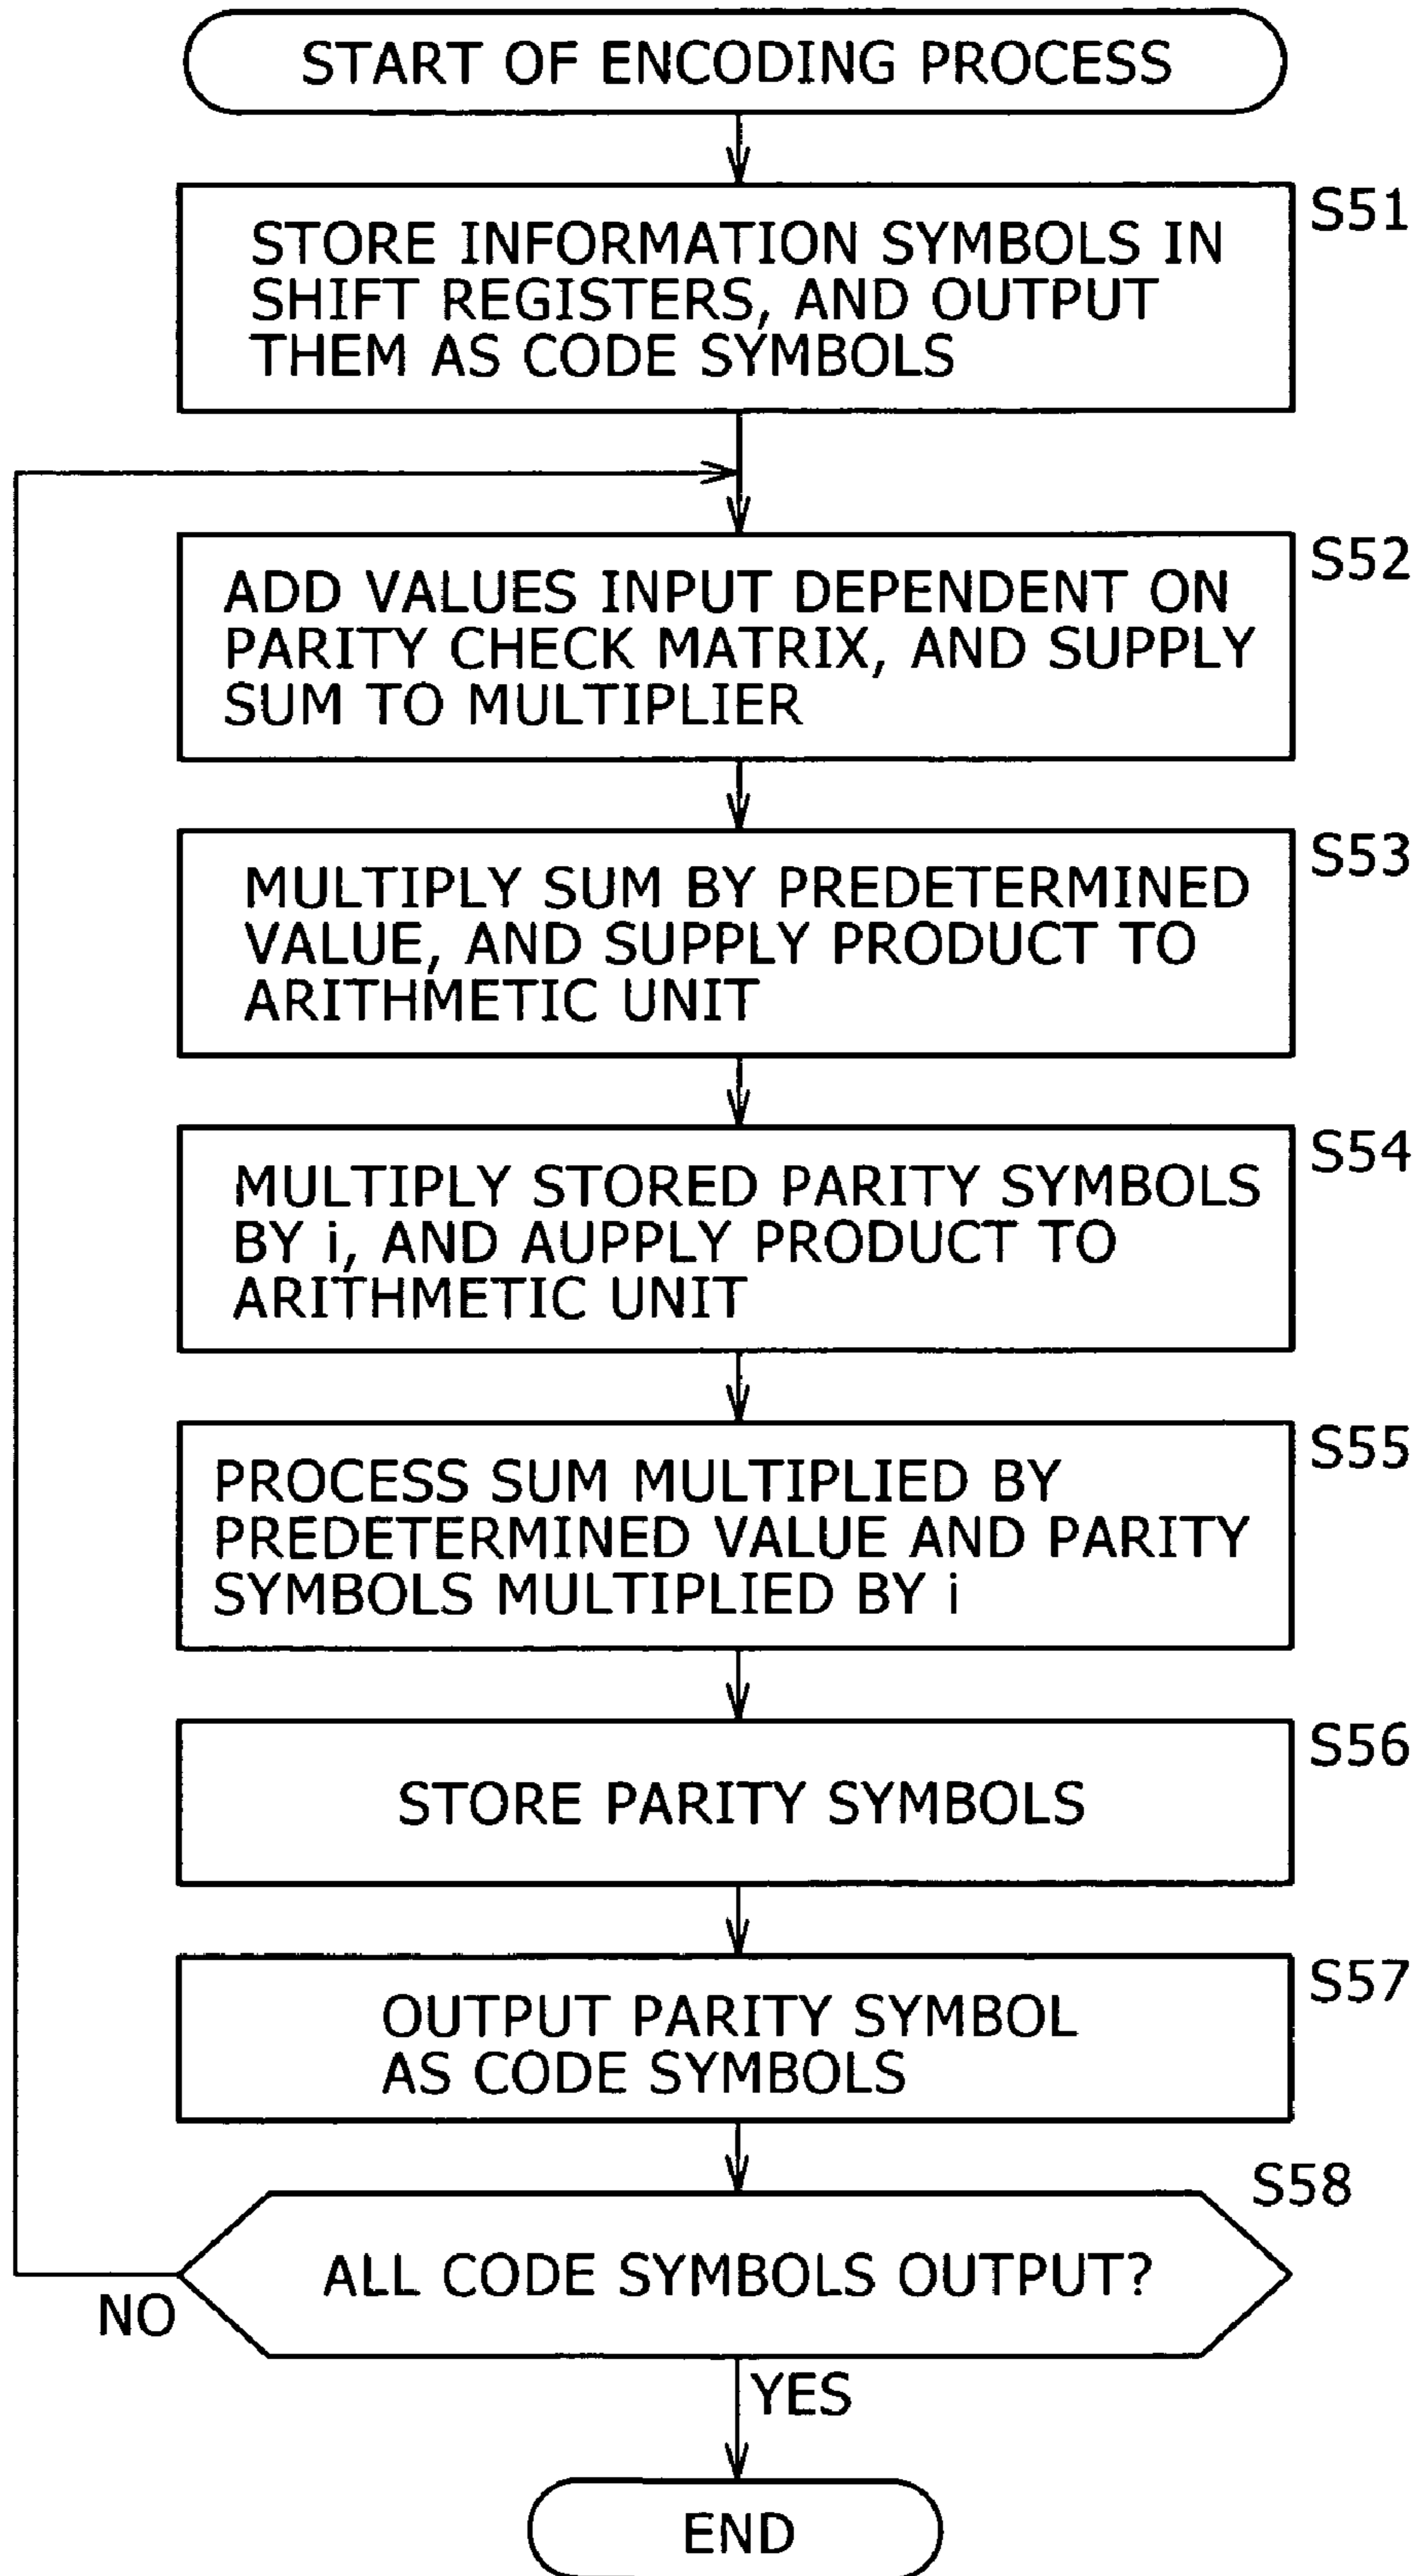 START OF ENCODING PROCESS
S51
STORE INFORMATION SYMBOLS IN
SHIFT REGISTERS, AND OUTPUT
THEM AS CODE SYMBOLS
S52
ADD VALUES INPUT DEPENDENT ON
PARITY CHECK MATRIX, AND SUPPLY
SUM TO MULTIPLIER
S53
MULTIPLY SUM BY PREDETERMINED
VALUE, AND SUPPLY PRODUCT TO
ARITHMETIC UNIT
S54
MULTIPLY STORED PARITY SYMBOLS
BY i, AND AUPPLY PRODUCT TO
ARITHMETIC UNIT
S55
PROCESS SUM MULTIPLIED BY
PREDETERMINED VALUE AND PARITY
SYMBOLS MULTIPLIED BY i
S56
STORE PARITY SYMBOLS
S57
OUTPUT PARITY SYMBOL
AS CODE SYMBOLS
S58
ALL CODE SYMBOLS OUTPUT?
NO
YES
END